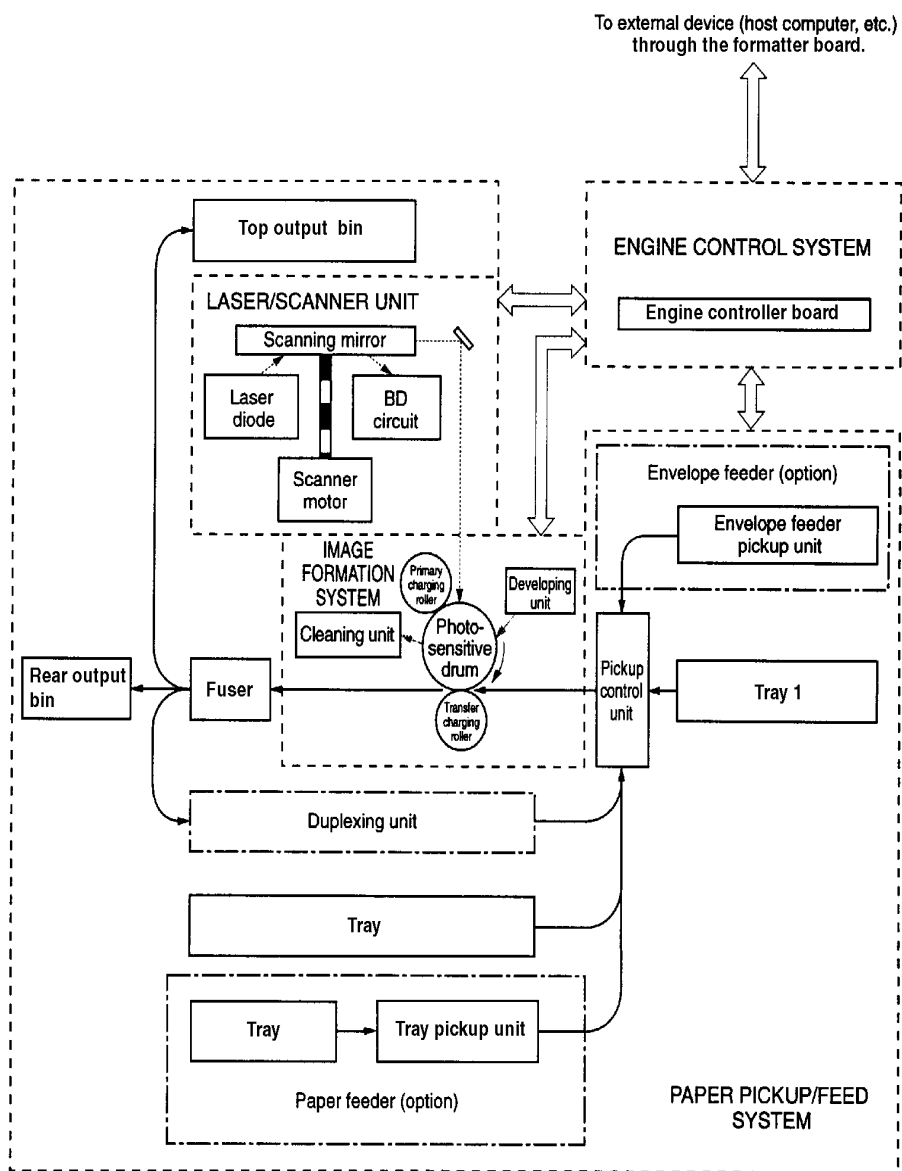 To external device (host computer, etc.)
through the formatter board.
Top output bin
ENGINE CONTROL SYSTEM
Engine controller board
LASER/SCANNER UNIT
Scanning mirror
Laser
diode
BD
circuit
Scanner
motor
Envelope feeder (option)
Envelope feeder
pickup unit
IMAGE
FORMATION
SYSTEM
Primary
charging
roller
Developing
unit
Cleaning unit
Photo-
sensitive
drum
Transfer
charging
roller
Pickup
control
unit
Tray 1
Rear output
bin
Fuser
Duplexing unit
Tray
Tray
Tray pickup unit
Paper feeder (option)
PAPER PICKUP/FEED
SYSTEM